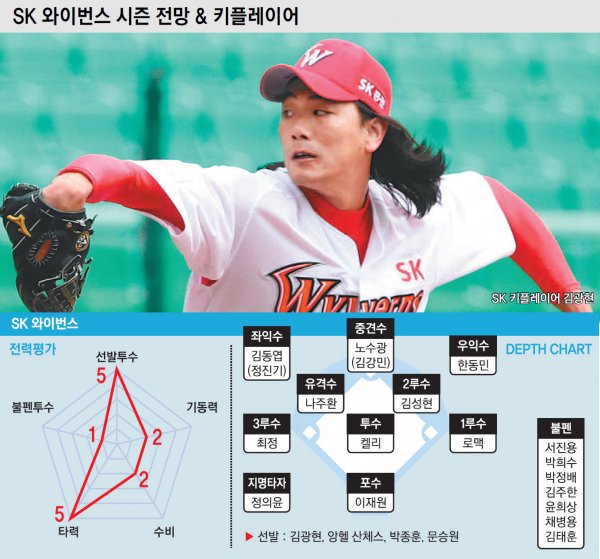 SK 와이번스 시즌 전망 & 키플레이어
W
SK
SK
Wyverns
SK 키플레이어 김광현
SK 와이번스
전력평가
선발투수
5
불펜투수
기동력
1
2
2
5
타력
수비
DEPTH CHART
좌익수
김동엽
(정진기)
중견수
노수광
(김강민)
우익수
한동민
유격수
나주환
2루수
김성현
3루수
최정
투수
켈리
1루수
로맥
지명타자
정의윤
포수
이재원
불펜
서진용
박희수
박정배
김주한
윤희상
채병용
김태훈
▶ 선발 : 김광현, 앙헬 산체스, 박종훈, 문승원